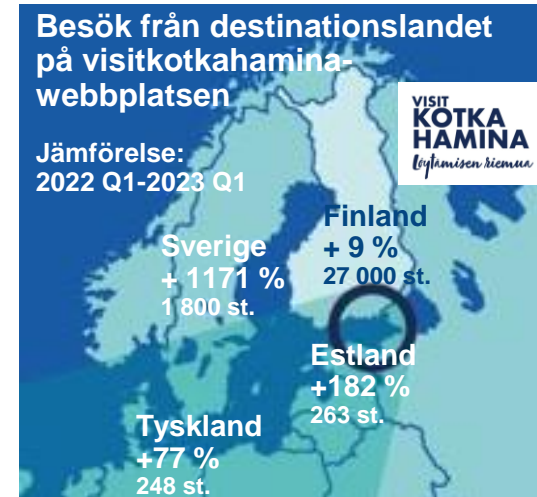 Besök från destinationslandet
på visitkotkahamina-
webbplatsen
Jämförelse:
2022 Q1-2023 Q1
VISIT
KOTKA
HAMINA
Löytämisen riemua
Finland
+ 9 %
27 000 st.
Sverige
+ 1171 %
1 800 st.
Estland
+182 %
263 st.
Tyskland
+77 %
248 st.